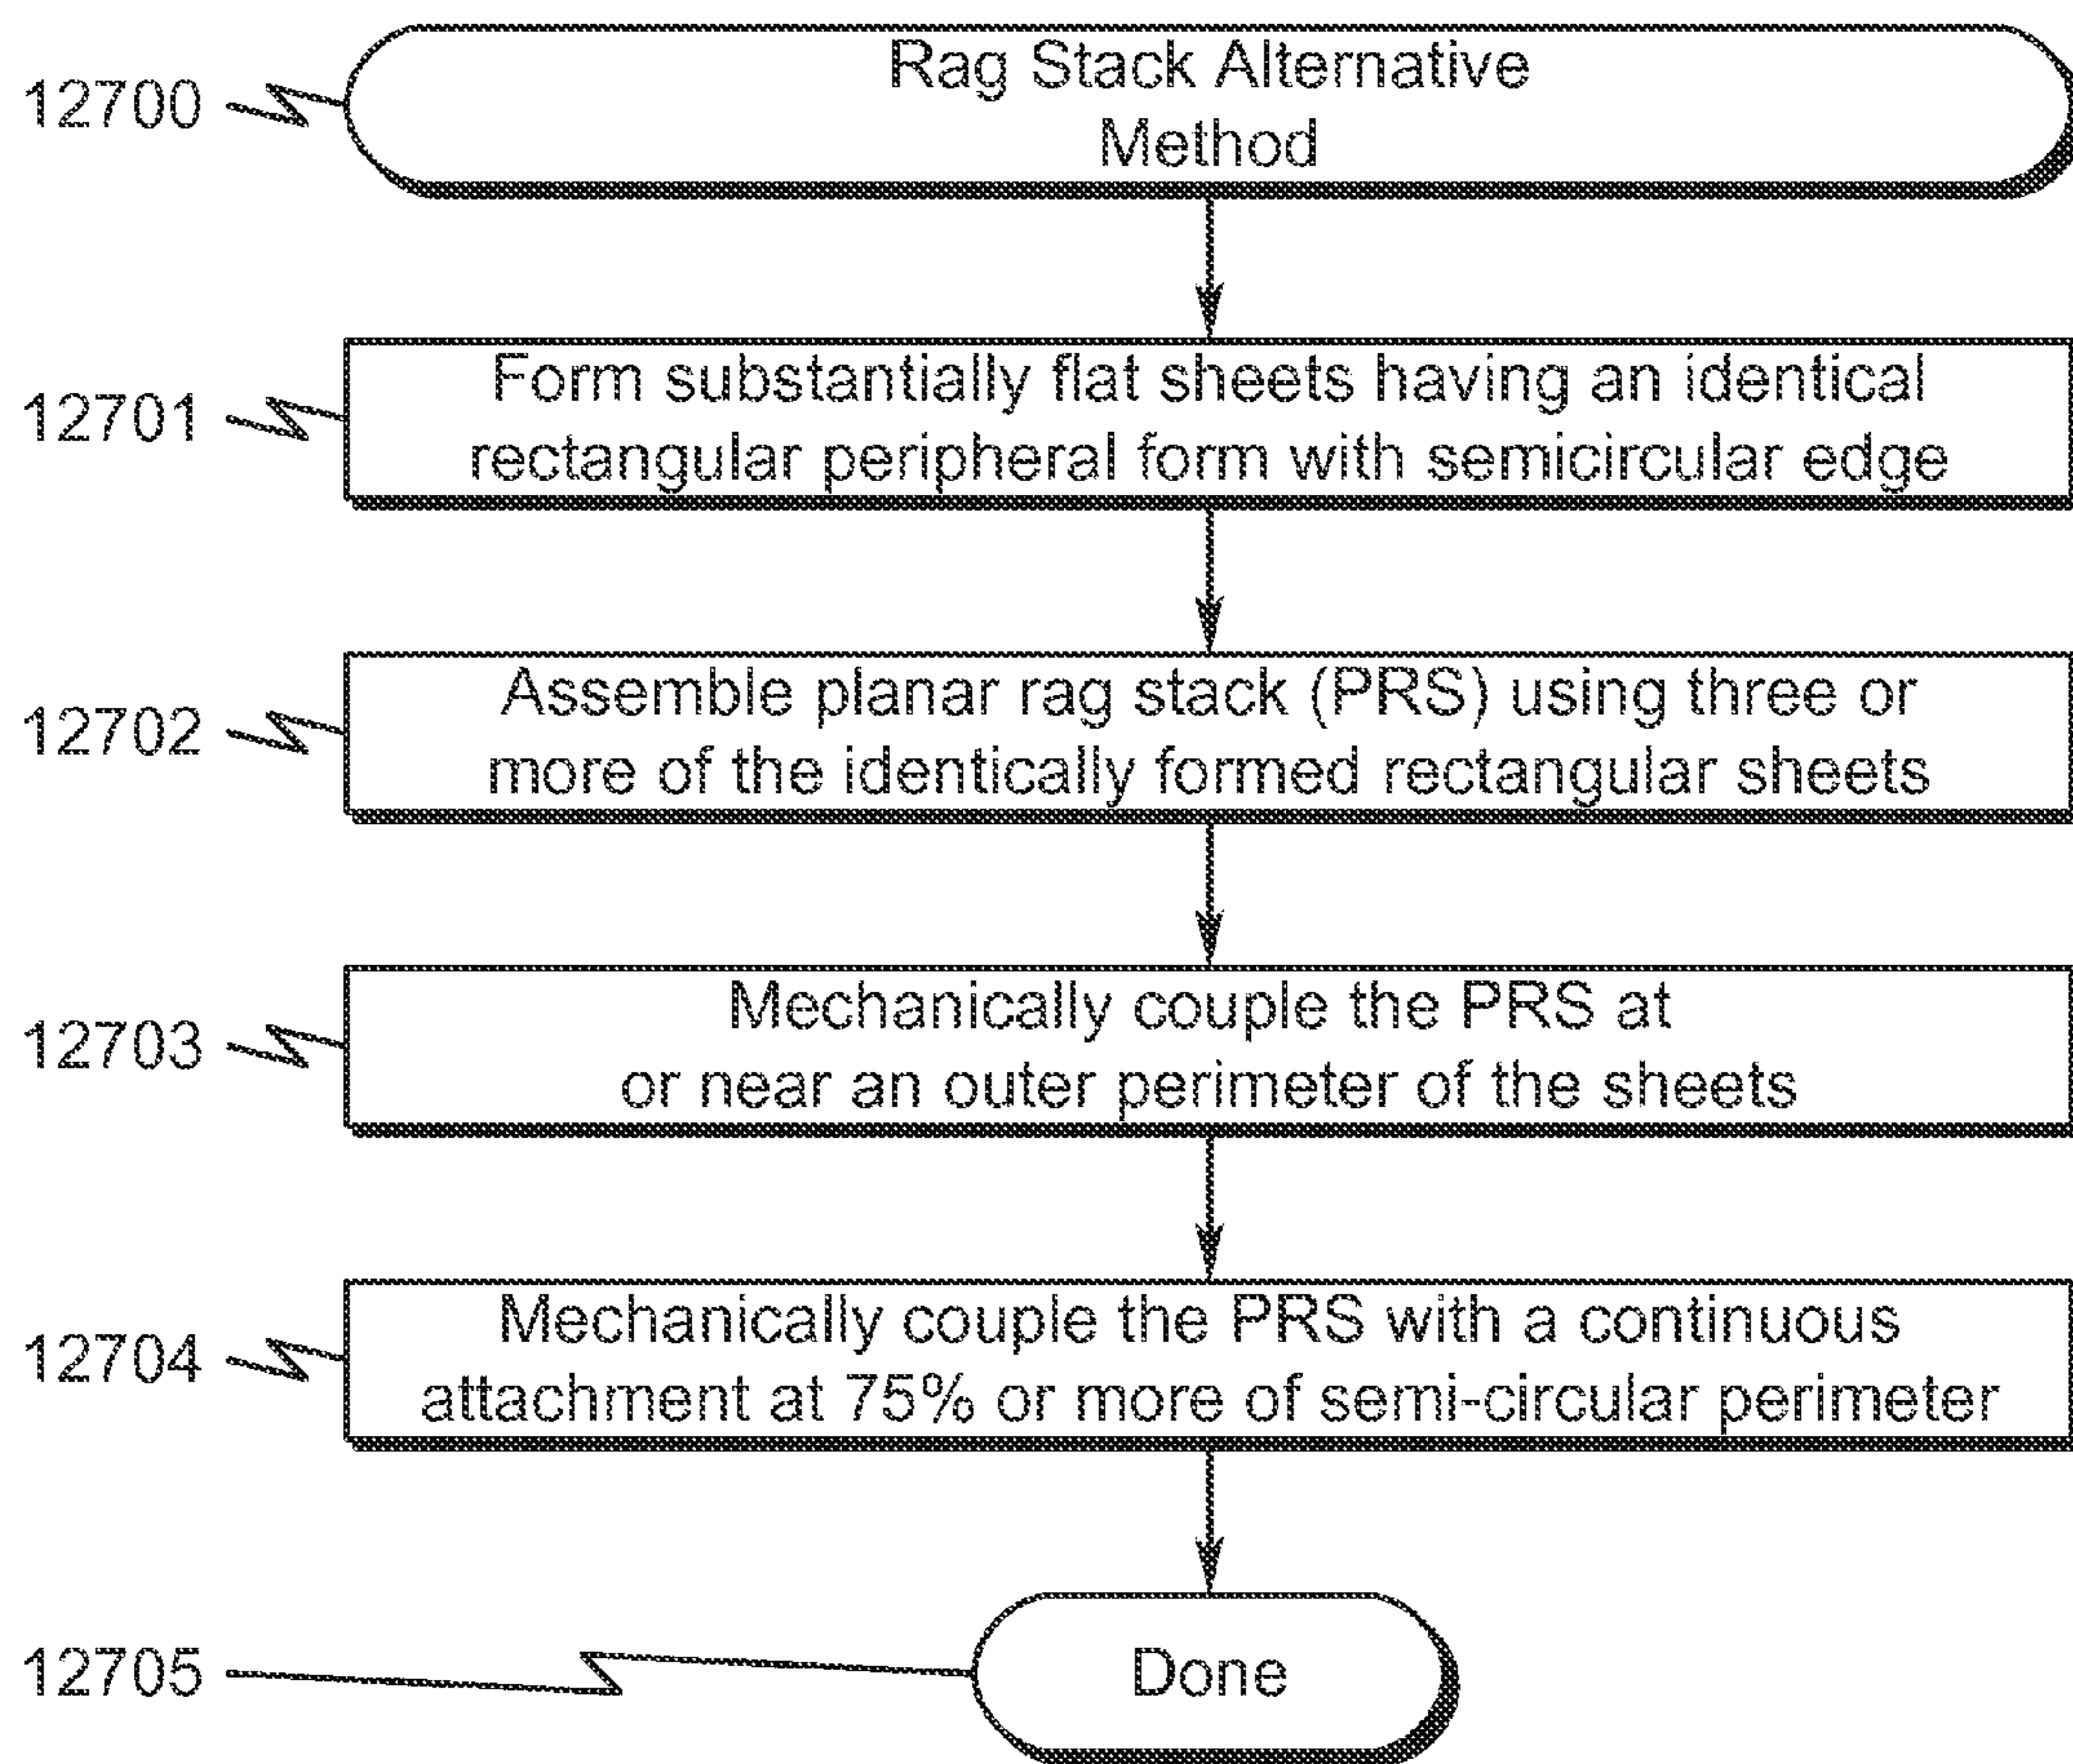 12700
Rag Stack Alternative
Method
12701
Form substantially flat sheets having an identical
rectangular peripheral form with semicircular edge
12702
Assemble planar rag stack (PRS) using three or
more of the identically formed rectangular sheets
12703
Mechanically couple the PRS at
or near an outer perimeter of the sheets
12704
Mechanically couple the PRS with a continuous
attachment at 75% or more of semi-circular perimeter
12705
Done